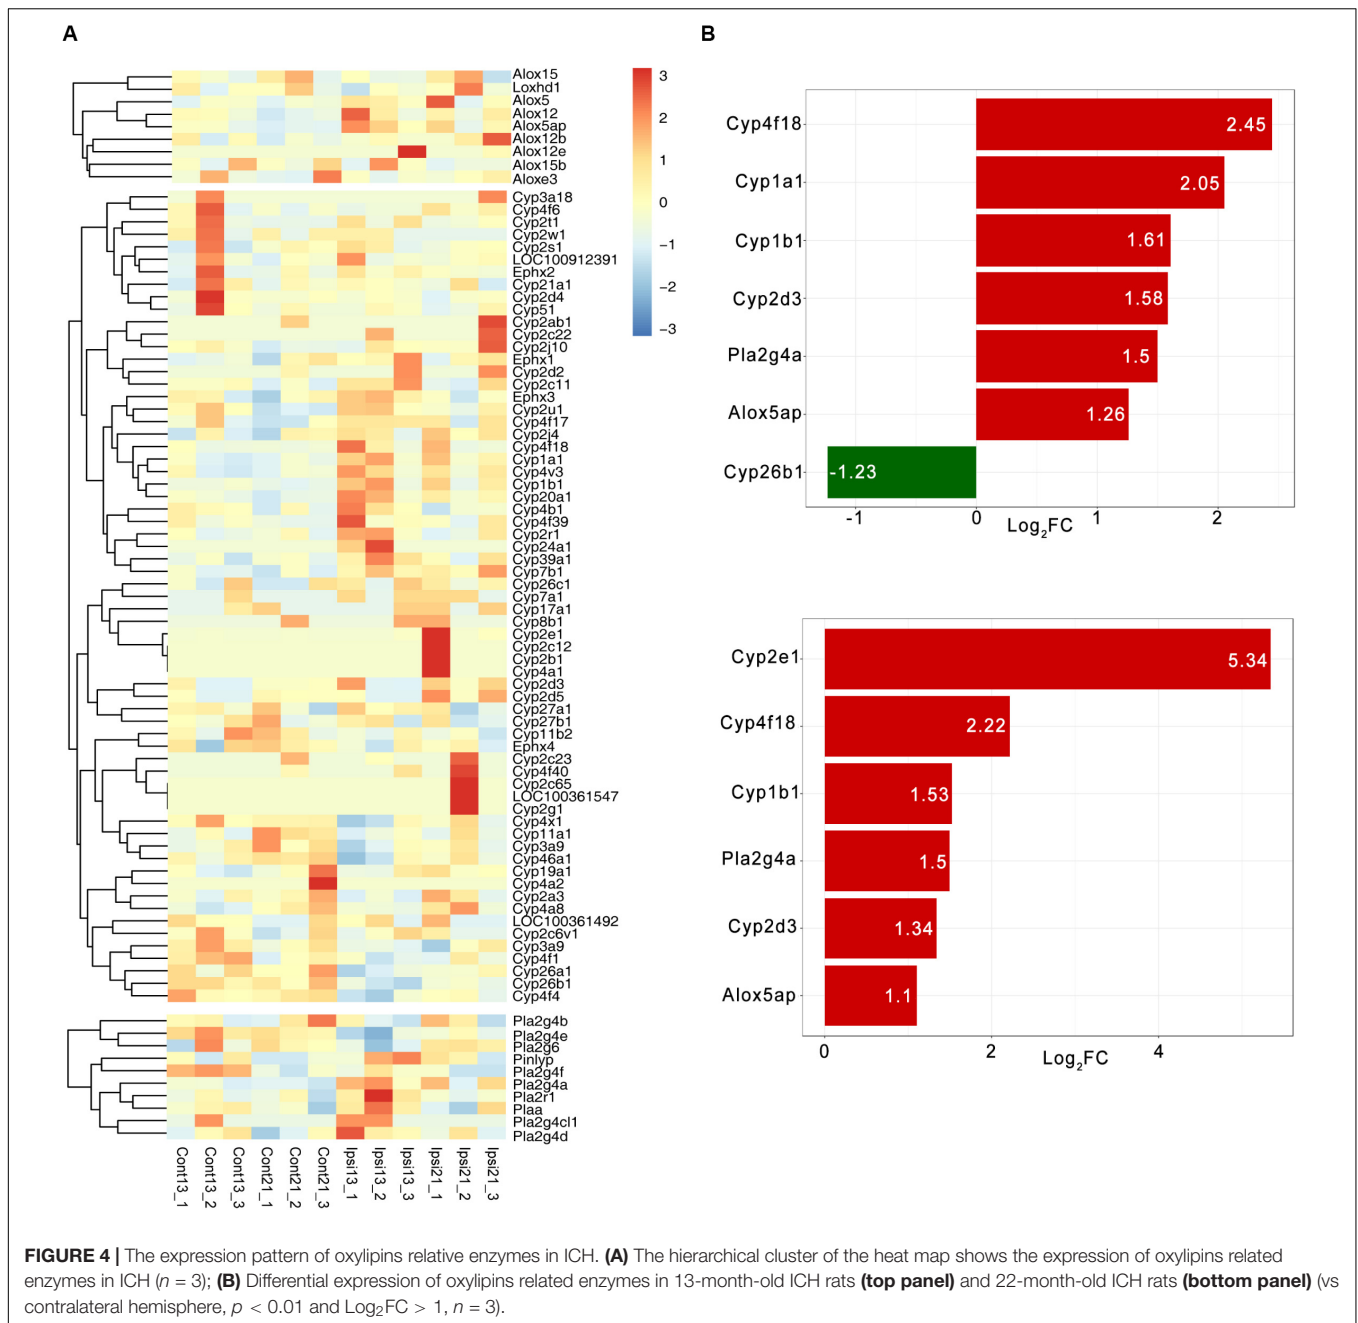 A
B
Alox15
Loxhd1
Alox5
Alox12
Alox5ap
Alox12b
Alox12e
Alox15b
Aloxe3
Cyp3a18
Cyp4f6
Cyp2t1
Cyp2w1
Cyp2s1
LOC100912391
Ephx2
Cyp21a1
Cyp2d4
Cyp51
Cyp2ab1
Cyp2c22
Cyp2j10
Ephx1
Cyp2d2
Cyp2c11
Ephx3
Cyp2u1
Cyp4f17
Cyp2j4
Cyp4f18
Cyp1a1
Cyp4v3
Cyp1b1
Cyp20a1
Cyp4b1
Cyp4f39
Cyp2r1
Cyp24a1
Cyp39a1
Cyp7b1
Cyp26c1
Cyp7a1
Cyp17a1
Cyp8b1
Cyp2e1
Cyp2c12
Cyp2b1
Cyp4a1
Cyp2d3
Cyp2d5
Cyp27a1
Cyp27b1
Cyp11b2
Ephx4
Cyp2c23
Cyp4f40
Cyp2c65
LOC100361547
Cyp2g1
Cyp4x1
Cyp11a1
Cyp3a9
Cyp46a1
Cyp19a1
Cyp4a2
Cyp2a3
Cyp4a8
LOC100361492
Cyp2c6v1
Cyp3a9
Cyp4f1
Cyp26a1
Cyp26b1
Cyp4f4
Pla2g4b
Pla2g4e
Pla2g6
Pinlyp
Pla2g4f
Pla2g4a
Pla2r1
Plaa
Pla2g4cl1
Pla2g4d
Cont13_1
Cont13_2
Cont13_3
Cont21_1
Cont21_2
Cont21_3
Ipsi13_1
Ipsi13_2
Ipsi13_3
Ipsi21_1
Ipsi21_2
Ipsi21_3
3
2
1
0
−1
−2
−3
Cyp4f18 2.45
Cyp1a1 2.05
Cyp1b1 1.61
Cyp2d3 1.58
Pla2g4a 1.5
Alox5ap 1.26
Cyp26b1 -1.23
-1 0 1 2
Log₂FC
Cyp2e1 5.34
Cyp4f18 2.22
Cyp1b1 1.53
Pla2g4a 1.5
Cyp2d3 1.34
Alox5ap 1.1
0 2 4
Log₂FC
FIGURE 4 | The expression pattern of oxylipins relative enzymes in ICH. (A) The hierarchical cluster of the heat map shows the expression of oxylipins related
enzymes in ICH (n = 3); (B) Differential expression of oxylipins related enzymes in 13-month-old ICH rats (top panel) and 22-month-old ICH rats (bottom panel) (vs
contralateral hemisphere, p < 0.01 and Log₂FC > 1, n = 3).